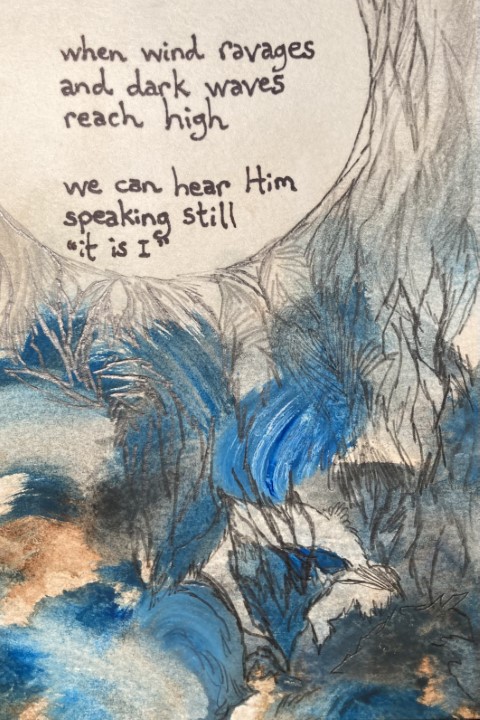 when wind ravages
and dark waves
reach high
we can hear Him
speaking still
"it is I"